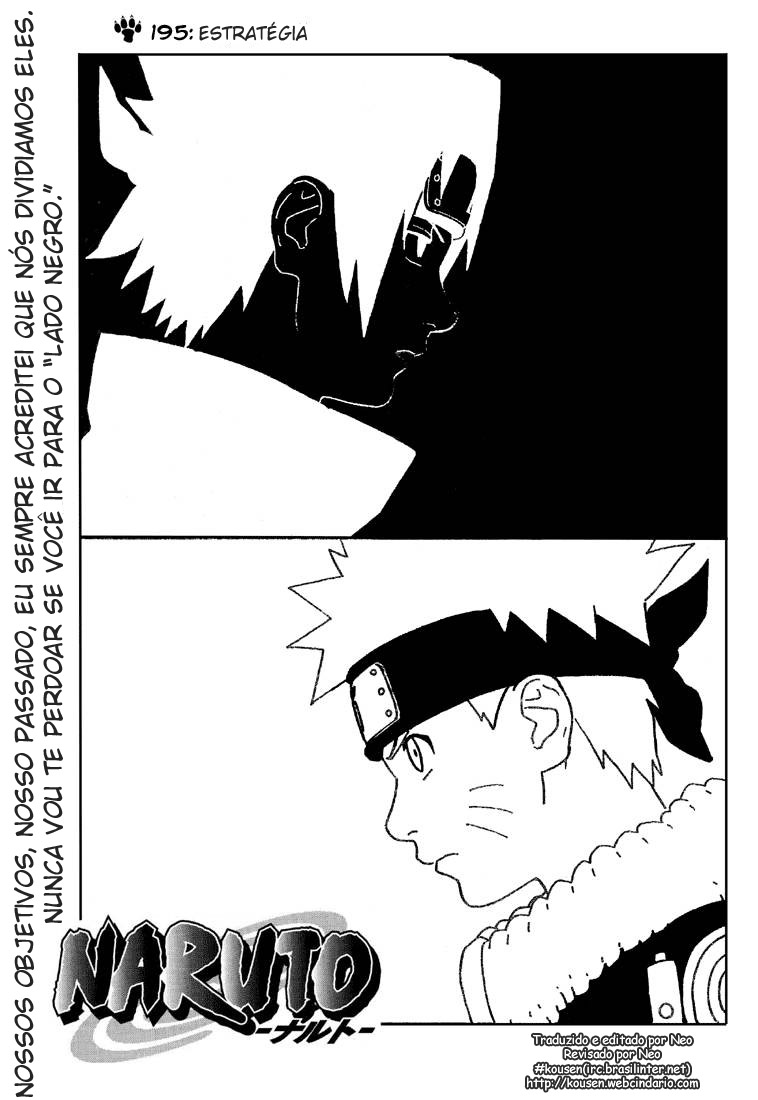 195: ESTRATÉGIA
NOSSOS OBJETIVOS, NOSSO PASSADO, EU SEMPRE ACREDITEI QUE NÓS DIVIDIAMOS ELES.
NUNCA VOU TE PERDOAR SE VOCÊ IR PARA O "LADO NEGRO."
NARUTO
-ナルト-
Traduzido e editado por Neo
Revisado por Neo
#kousen(irc.brasilinter.net)
http://kousen.webcindario.com